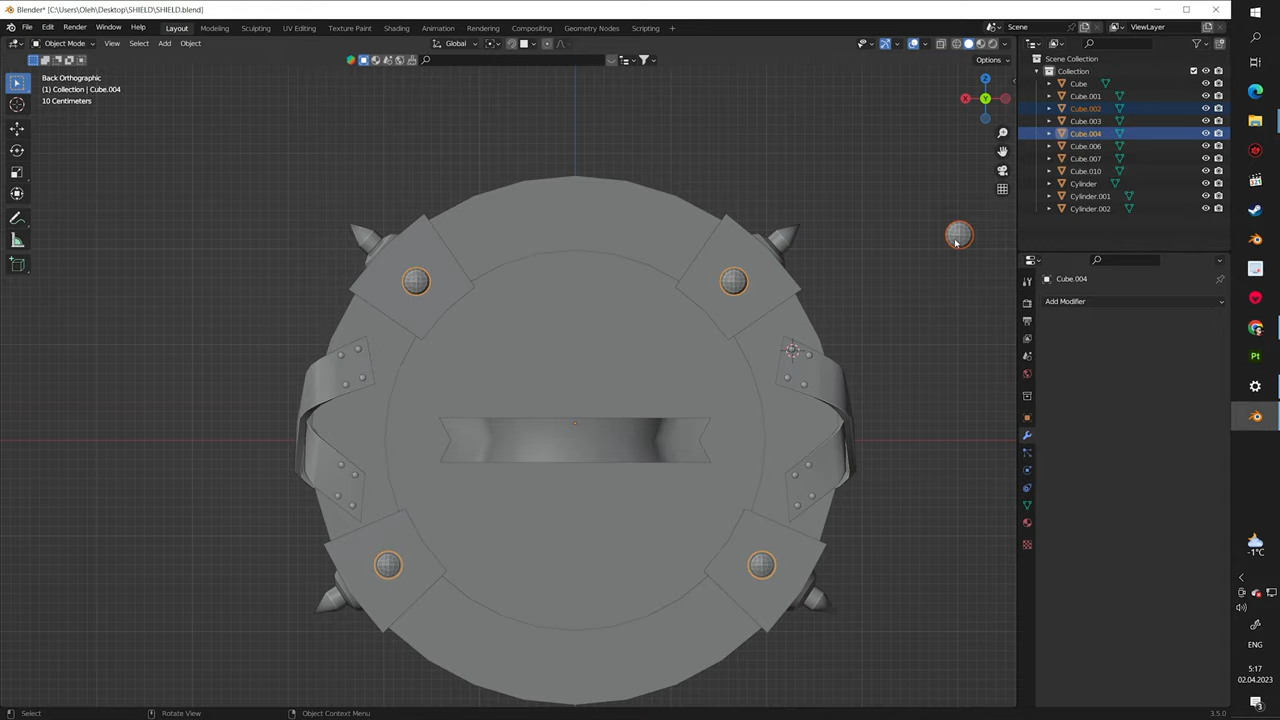 Blender* [C:\Users\Oleh\Desktop\SHIELD\SHIELD.blend]
File Edit Render Window Help Layout Modeling Sculpting UV Editing Texture Paint Shading Animation Rendering Compositing Geometry Nodes Scripting Scene ViewLayer
Object Mode View Select Add Object Global
Options
Back Orthographic
(1) Collection | Cube.004
10 Centimeters
Z
X
Y
Scene Collection
Collection
Cube
Cube.001
Cube.002
Cube.003
Cube.004
Cube.006
Cube.007
Cube.010
Cylinder
Cylinder.001
Cylinder.002
Cube.004
Add Modifier
Pt
-1°C
ENG
5:17
02.04.2023
3
Select Rotate View Object Context Menu 3.5.0